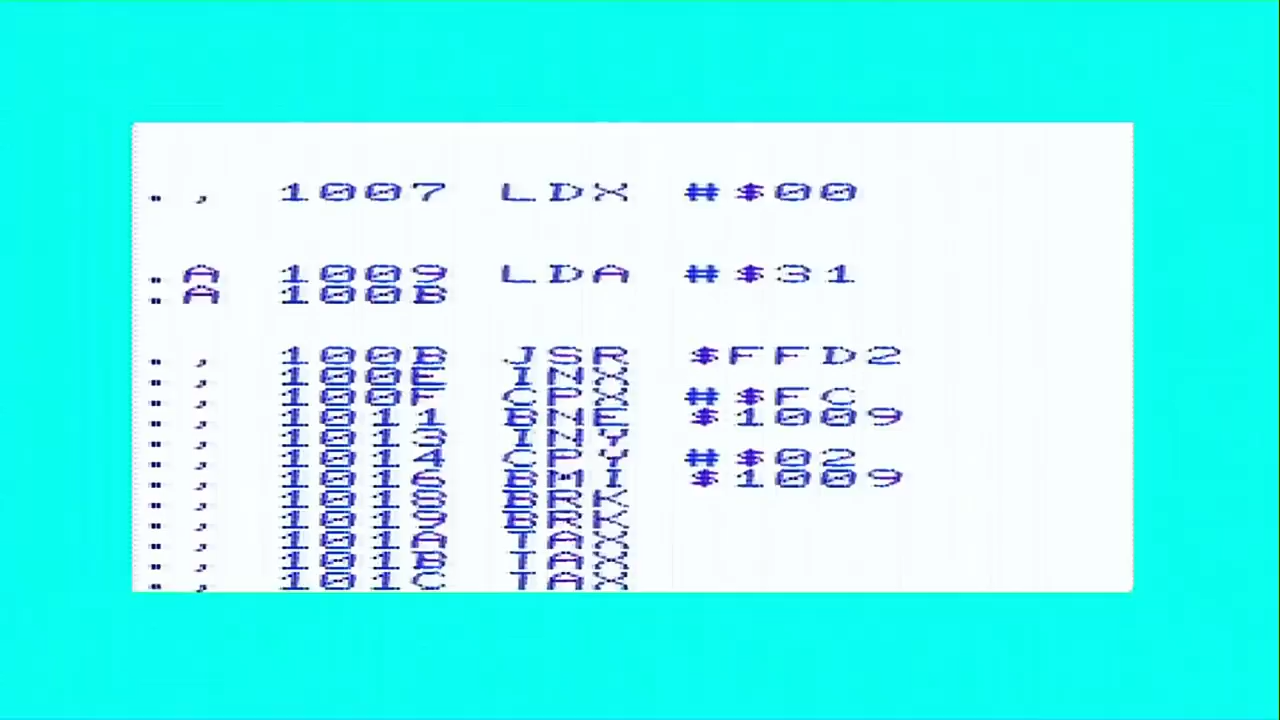 ., 1007 LDX #$00
.A 1009 LDA #$31
.A 100B
., 100B JSR $FFD2
., 100E INX
., 100F CPX #$FC
., 1011 BNE $1009
., 1013 INY
., 1014 CPY #$02
., 1016 BMI $1009
., 1018 BRK
., 1019 BRK
., 101A TAX
., 101B TAX
., 101C TAX